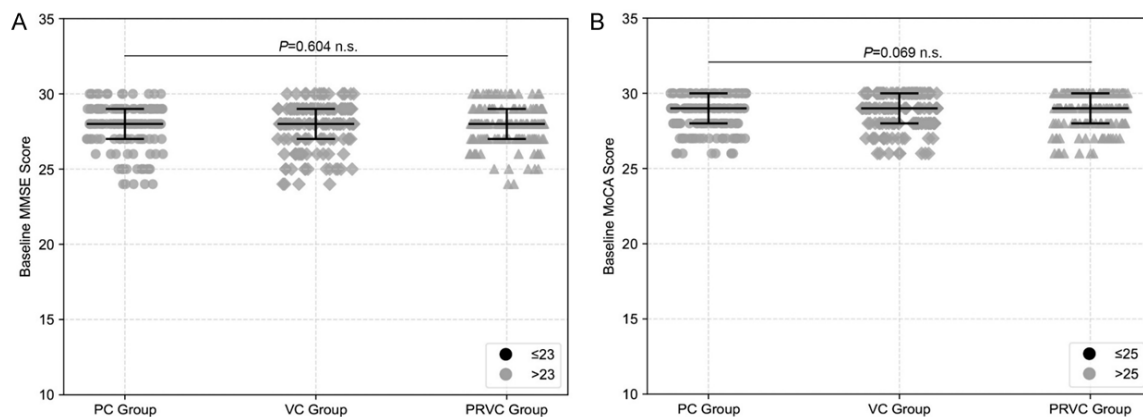 A
Baseline MMSE Score
35
30
25
20
15
10
P=0.604 n.s.
≤23
>23
PC Group VC Group PRVC Group
B
Baseline MoCA Score
35
30
25
20
15
10
P=0.069 n.s.
≤25
>25
PC Group VC Group PRVC Group